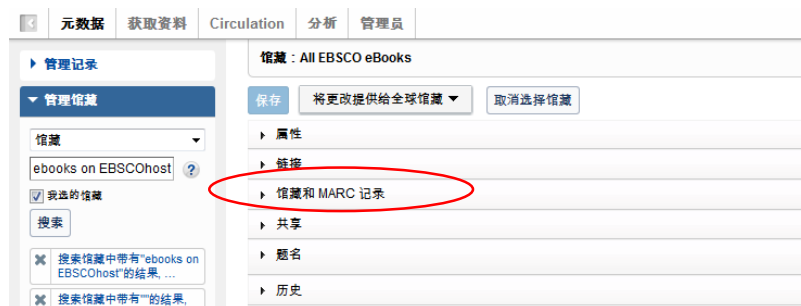 元数据 获取资料 Circulation 分析 管理员
管理记录
管理馆藏
馆藏
ebooks on EBSCOhost ?
我选的馆藏
搜索
搜索馆藏中带有"ebooks on
EBSCOhost"的结果, ...
搜索馆藏中带有""的结果,
馆藏：All EBSCO eBooks
保存 将更改提供给全球馆藏 取消选择馆藏
属性
链接
馆藏和 MARC 记录
共享
题名
历史